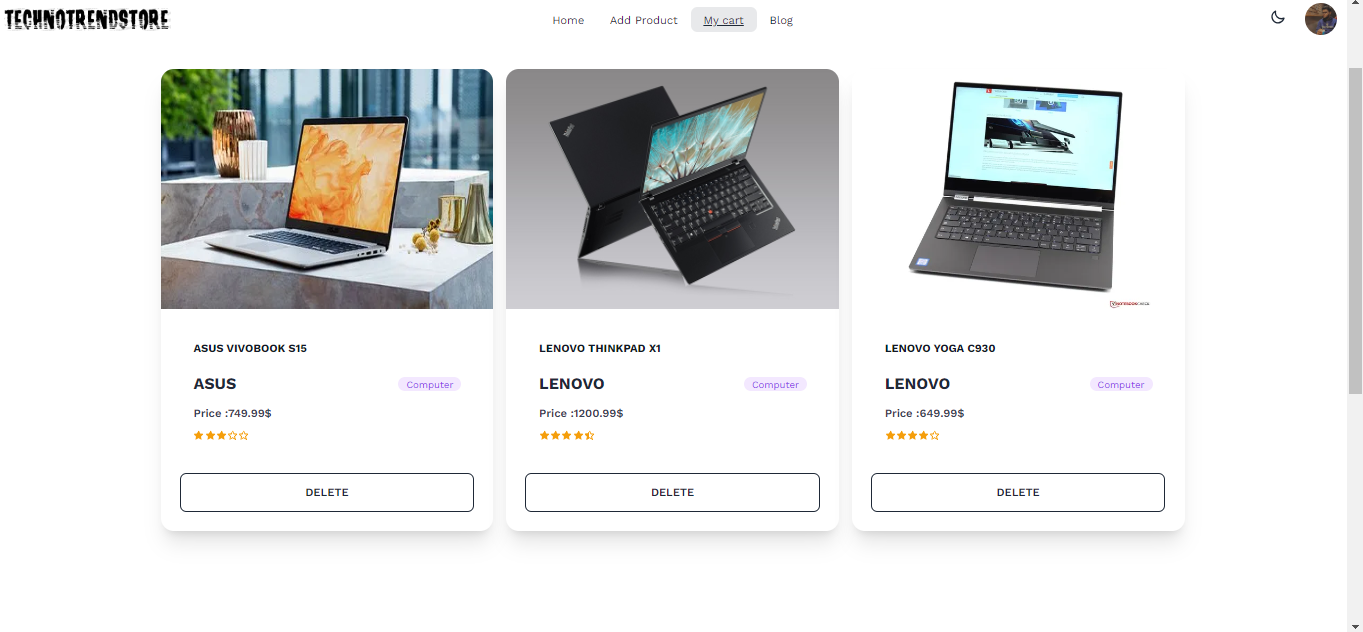 TECHNOTRENDSTORE
Home Add Product My cart Blog
ASUS VIVOBOOK S15
ASUS Computer
Price :749.99$
DELETE
LENOVO THINKPAD X1
LENOVO Computer
Price :1200.99$
DELETE
LENOVO YOGA C930
LENOVO Computer
Price :649.99$
DELETE